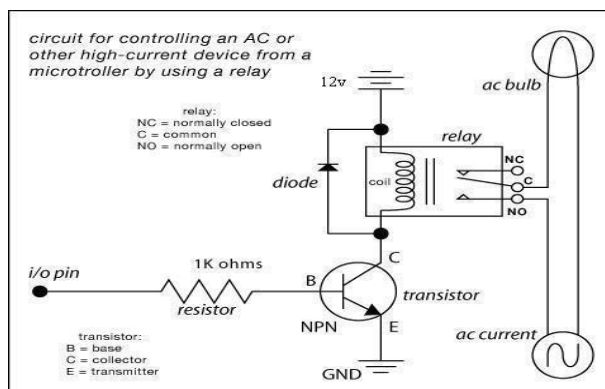 circuit for controlling an AC or
other high-current device from a
microtroller by using a relay
12v
ac bulb
relay:
NC = normally closed
C = common
NO = normally open
relay
diode
coil
NC
C
NO
i/o pin
1K ohms
resistor
B
C
transistor
NPN
E
ac current
transistor:
B = base
C = collector
E = transmitter
GND